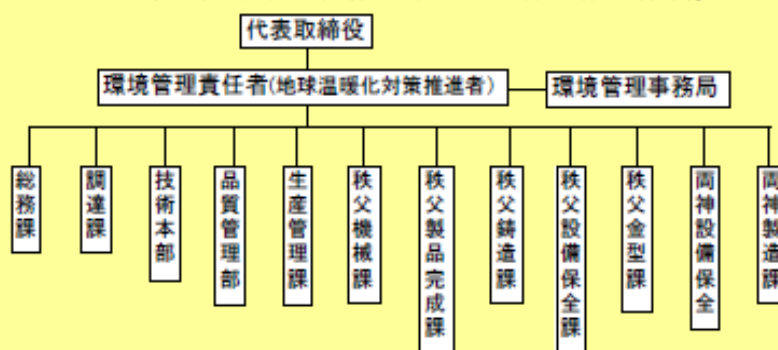 代表取締役
環境管理責任者(地球温暖化対策推進者)
環境管理事務局
総務課
調達課
技術本部
品質管理部
生産管理課
秩父機械課
秩父製品完成課
秩父鋳造課
秩父設備保全課
秩父金型課
両神設備保全
両神製造課